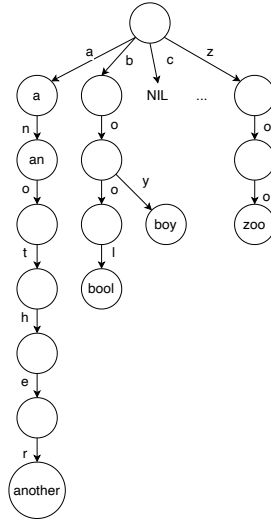 a b c z
a NIL ...
n o o
an
o o y o
boy zoo
t l
bool
h
e
r
another